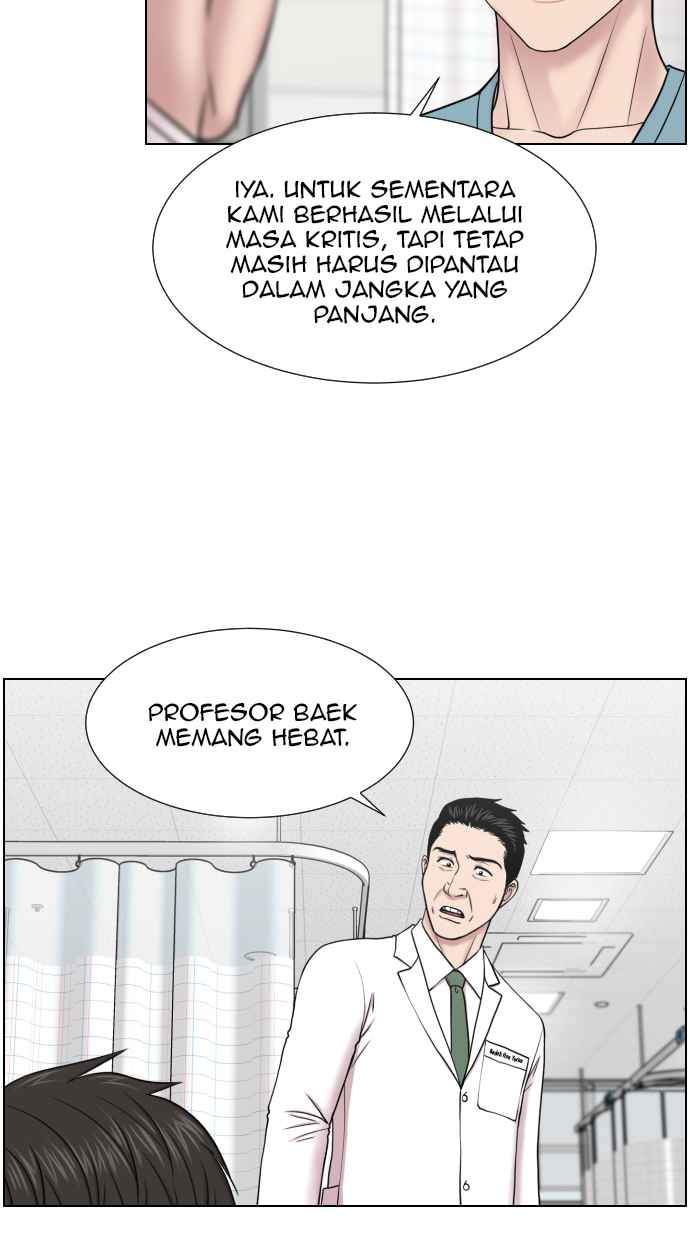 IYA. UNTUK SEMENTARA
KAMI BERHASIL MELALUI
MASA KRITIS, TAPI TETAP
MASIH HARUS DIPANTAU
DALAM JANGKA YANG
PANJANG.
PROFESOR BAEK
MEMANG HEBAT.